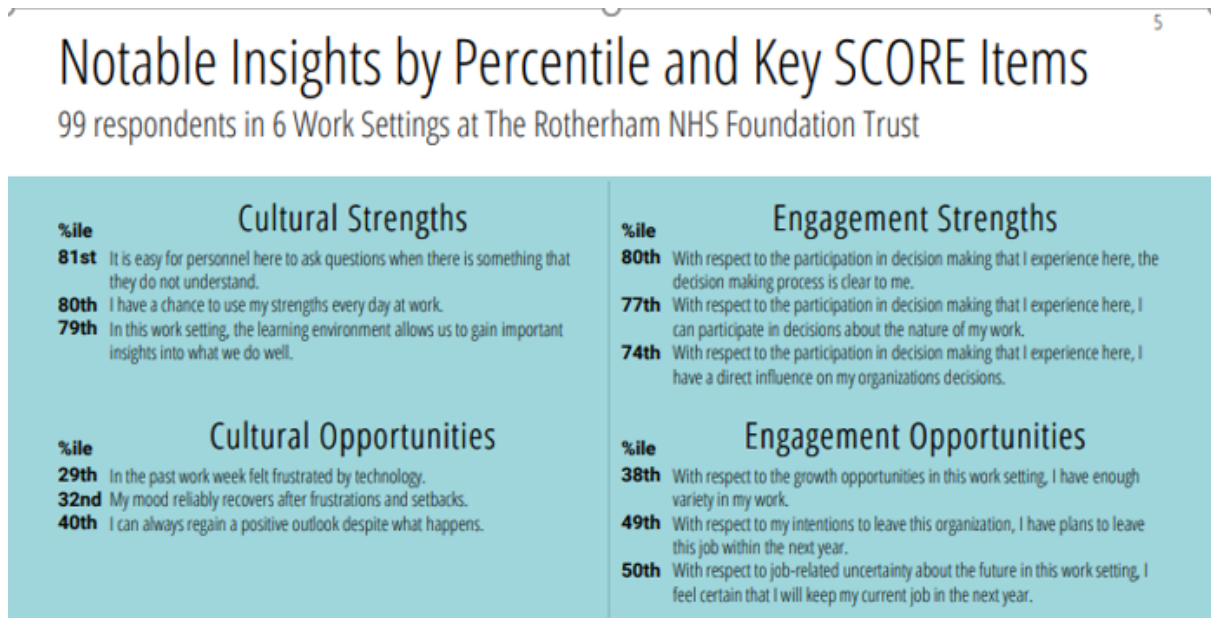 5
Notable Insights by Percentile and Key SCORE Items
99 respondents in 6 Work Settings at The Rotherham NHS Foundation Trust
Cultural Strengths
%ile
81st It is easy for personnel here to ask questions when there is something that
they do not understand.
80th I have a chance to use my strengths every day at work.
79th In this work setting, the learning environment allows us to gain important
insights into what we do well.
Engagement Strengths
%ile
80th With respect to the participation in decision making that I experience here, the
decision making process is clear to me.
77th With respect to the participation in decision making that I experience here, I
can participate in decisions about the nature of my work.
74th With respect to the participation in decision making that I experience here, I
have a direct influence on my organizations decisions.
Cultural Opportunities
%ile
29th In the past work week felt frustrated by technology.
32nd My mood reliably recovers after frustrations and setbacks.
40th I can always regain a positive outlook despite what happens.
Engagement Opportunities
%ile
38th With respect to the growth opportunities in this work setting, I have enough
variety in my work.
49th With respect to my intentions to leave this organization, I have plans to leave
this job within the next year.
50th With respect to job-related uncertainty about the future in this work setting, I
feel certain that I will keep my current job in the next year.